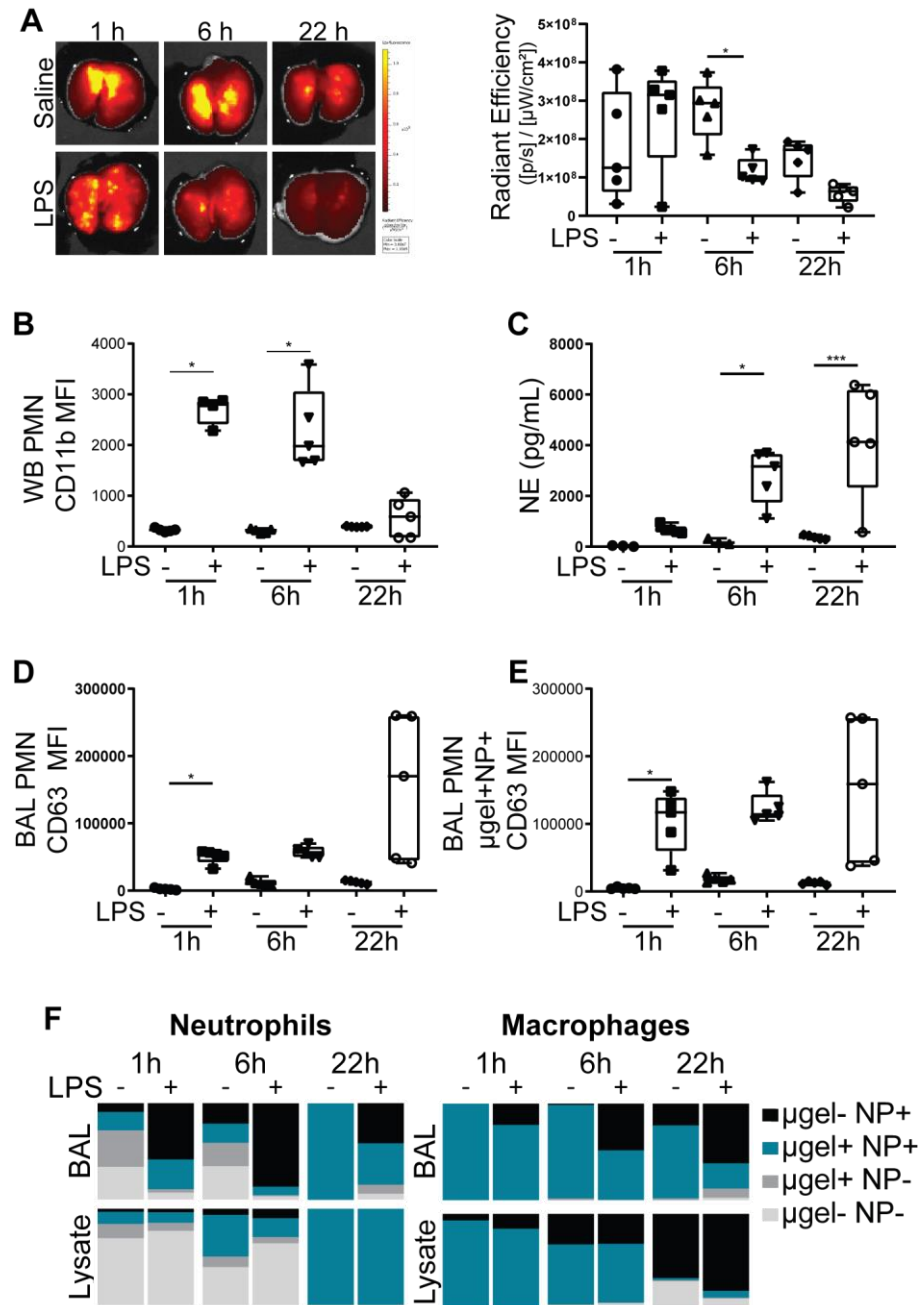 A
1 h 6 h 22 h
Saline
LPS
Radiant Efficiency
([p/s] / [µW/cm²])
5×10⁸
4×10⁸
3×10⁸
2×10⁸
1×10⁸
0
*
LPS - + - + - +
1h 6h 22h
B
WB PMN
CD11b MFI
4000
3000
2000
1000
0
* *
LPS - + - + - +
1h 6h 22h
C
NE (pg/mL)
8000
6000
4000
2000
0
* ***
LPS - + - + - +
1h 6h 22h
D
BAL PMN
CD63 MFI
300000
200000
100000
0
*
LPS - + - + - +
1h 6h 22h
E
BAL PMN
µgel+NP+
CD63 MFI
300000
200000
100000
0
*
LPS - + - + - +
1h 6h 22h
F
Neutrophils
1h 6h 22h
LPS - + - + - +
BAL
Lysate
Macrophages
1h 6h 22h
- + - + - +
BAL
Lysate
µgel- NP+
µgel+ NP+
µgel+ NP-
µgel- NP-